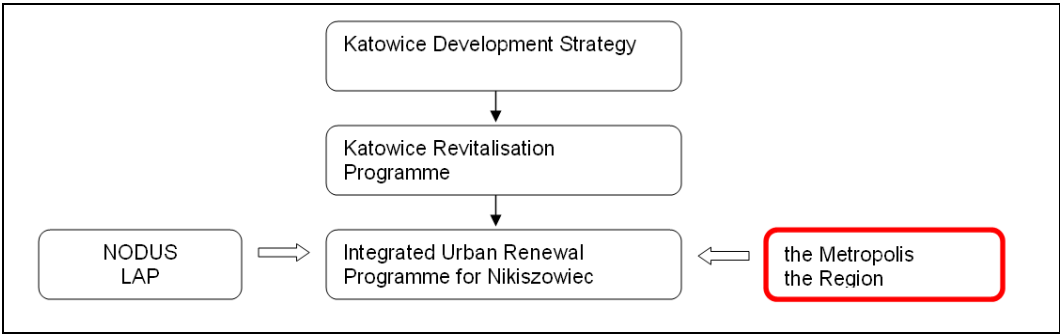 Katowice Development Strategy
Katowice Revitalisation
Programme
NODUS
LAP
Integrated Urban Renewal
Programme for Nikiszowiec
the Metropolis
the Region